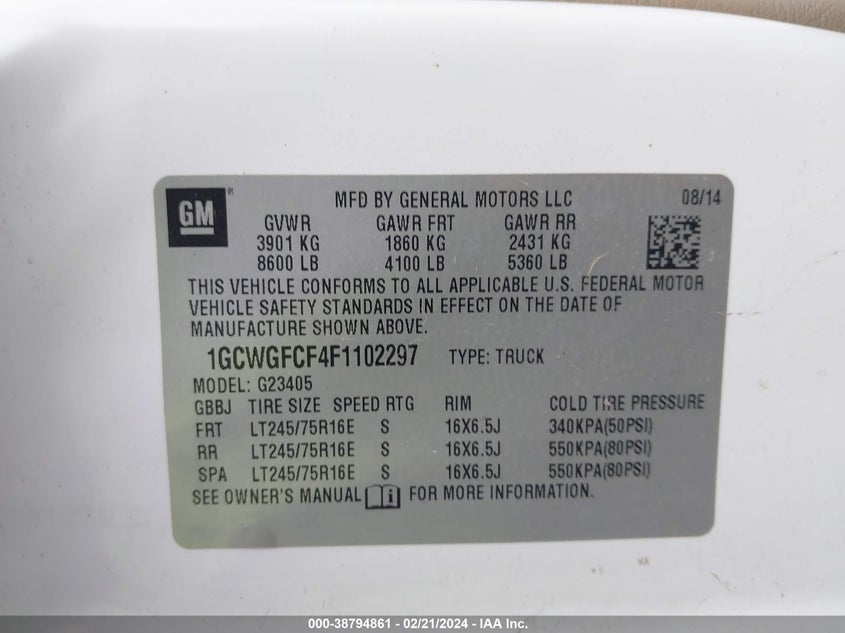 GM® MFD BY GENERAL MOTORS LLC 08/14
GVWR GAWR FRT GAWR RR
3901 KG 1860 KG 2431 KG
8600 LB 4100 LB 5360 LB
THIS VEHICLE CONFORMS TO ALL APPLICABLE U.S. FEDERAL MOTOR
VEHICLE SAFETY STANDARDS IN EFFECT ON THE DATE OF
MANUFACTURE SHOWN ABOVE.
1GCWGFCF4F1102297 TYPE: TRUCK
MODEL: G23405
GBBJ TIRE SIZE SPEED RTG RIM COLD TIRE PRESSURE
FRT LT245/75R16E S 16X6.5J 340KPA(50PSI)
RR LT245/75R16E S 16X6.5J 550KPA(80PSI)
SPA LT245/75R16E S 16X6.5J 550KPA(80PSI)
SEE OWNER'S MANUAL i FOR MORE INFORMATION.
000-38794861 / 02/21/2024 - IAA Inc.